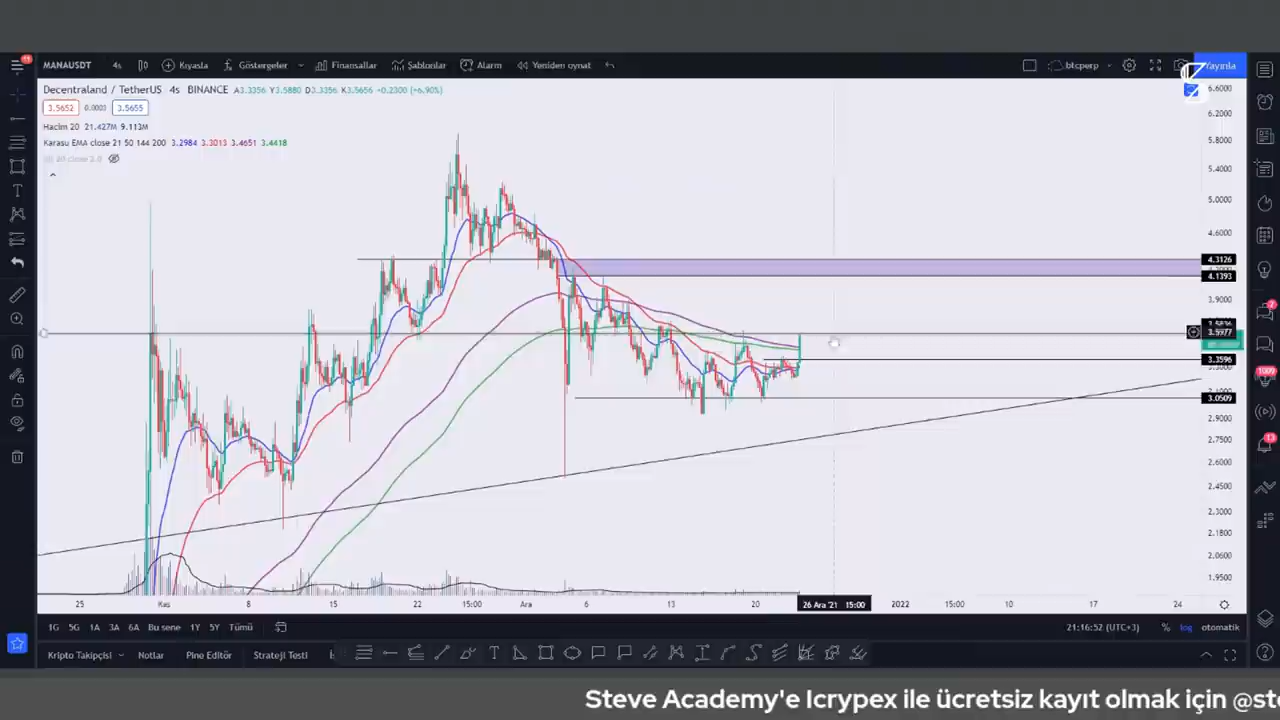 MANAUSDT 4s Kıyasla Göstergeler Finansallar Şablonlar Alarm Yeniden oynat btcperp Yayınla
11
Decentraland / TetherUS 4s BINANCE A3.3356 Y3.5880 D3.3356 K3.5656 +0.2300 (+6.90%)
3.5652 0.0003 3.5655
Hacim 20 21.427M 9.113M
Karasu EMA close 21 50 144 200 3.2984 3.3013 3.4651 3.4418
6.6000
6.2000
5.8000
5.4000
5.0000
4.6000
4.3126
4.1393
3.9000
3.5977
3.3596
3.0509
2.9000
2.7500
2.6000
2.4500
2.3000
2.1800
2.0600
1.9500
2
1009
13
25 Kas 8 15 22 15:00 Ara 6 13 20 26 Ara '21 15:00 2022 15:00 10 17 24
1G 5G 1A 3A 6A Bu sene 1Y 5Y Tümü 21:16:52 (UTC+3) % log otomatik
Kripto Takipçisi Notlar Pine Editör Strateji Testi
Steve Academy'e Icrypex ile ücretsiz kayıt olmak için @st